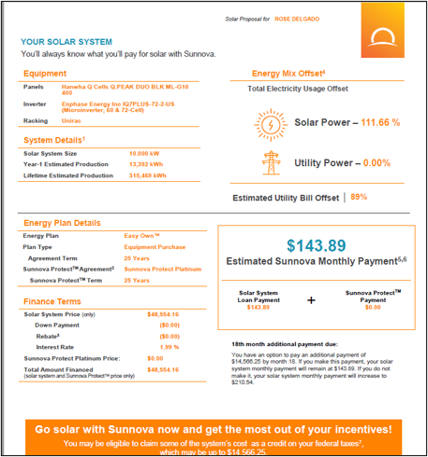 Solar Proposal for ROSE DELGADO
YOUR SOLAR SYSTEM
You'll always know what you'll pay for solar with Sunnova.
Equipment
Panels Hanwha Q Cells Q.PEAK DUO BLK ML-G10
400
Inverter Enphase Energy Inc IQ7PLUS-72-2-US
(Microinverter, 60 & 72-Cell)
Racking Unirac
System Details1
Solar System Size 10.000 kW
Year-1 Estimated Production 13,392 kWh
Lifetime Estimated Production 315,469 kWh
Energy Mix Offset4
Total Electricity Usage Offset
Solar Power – 111.66 %
Utility Power – 0.00%
Estimated Utility Bill Offset | 89%
Energy Plan Details
Energy Plan Easy Own™
Plan Type Equipment Purchase
Agreement Term 25 Years
Sunnova Protect™ Agreement Sunnova Protect Platinum
Sunnova Protect™ Term 25 Years
Finance Terms
Solar System Price (only) $48,554.16
Down Payment ($0.00)
Rebate ($0.00)
Interest Rate 1.99 %
Sunnova Protect Platinum Price: $0.00
Total Amount Financed $48,554.16
(solar system and Sunnova Protect™ price only)
$143.89
Estimated Sunnova Monthly Payment5,6
Solar System
Loan Payment
$143.89
+
Sunnova Protect™
Payment
$0.00
18th month additional payment due:
You have an option to pay an additional payment of
$14,566.25 by month 18. If you make this payment, your solar
system monthly payment will remain at $143.89. If you do not
make it, your solar system monthly payment will increase to
$210.54.
Go solar with Sunnova now and get the most out of your incentives!
You may be eligible to claim some of the system's cost as a credit on your federal taxes7,
which may be up to $14,566.25.